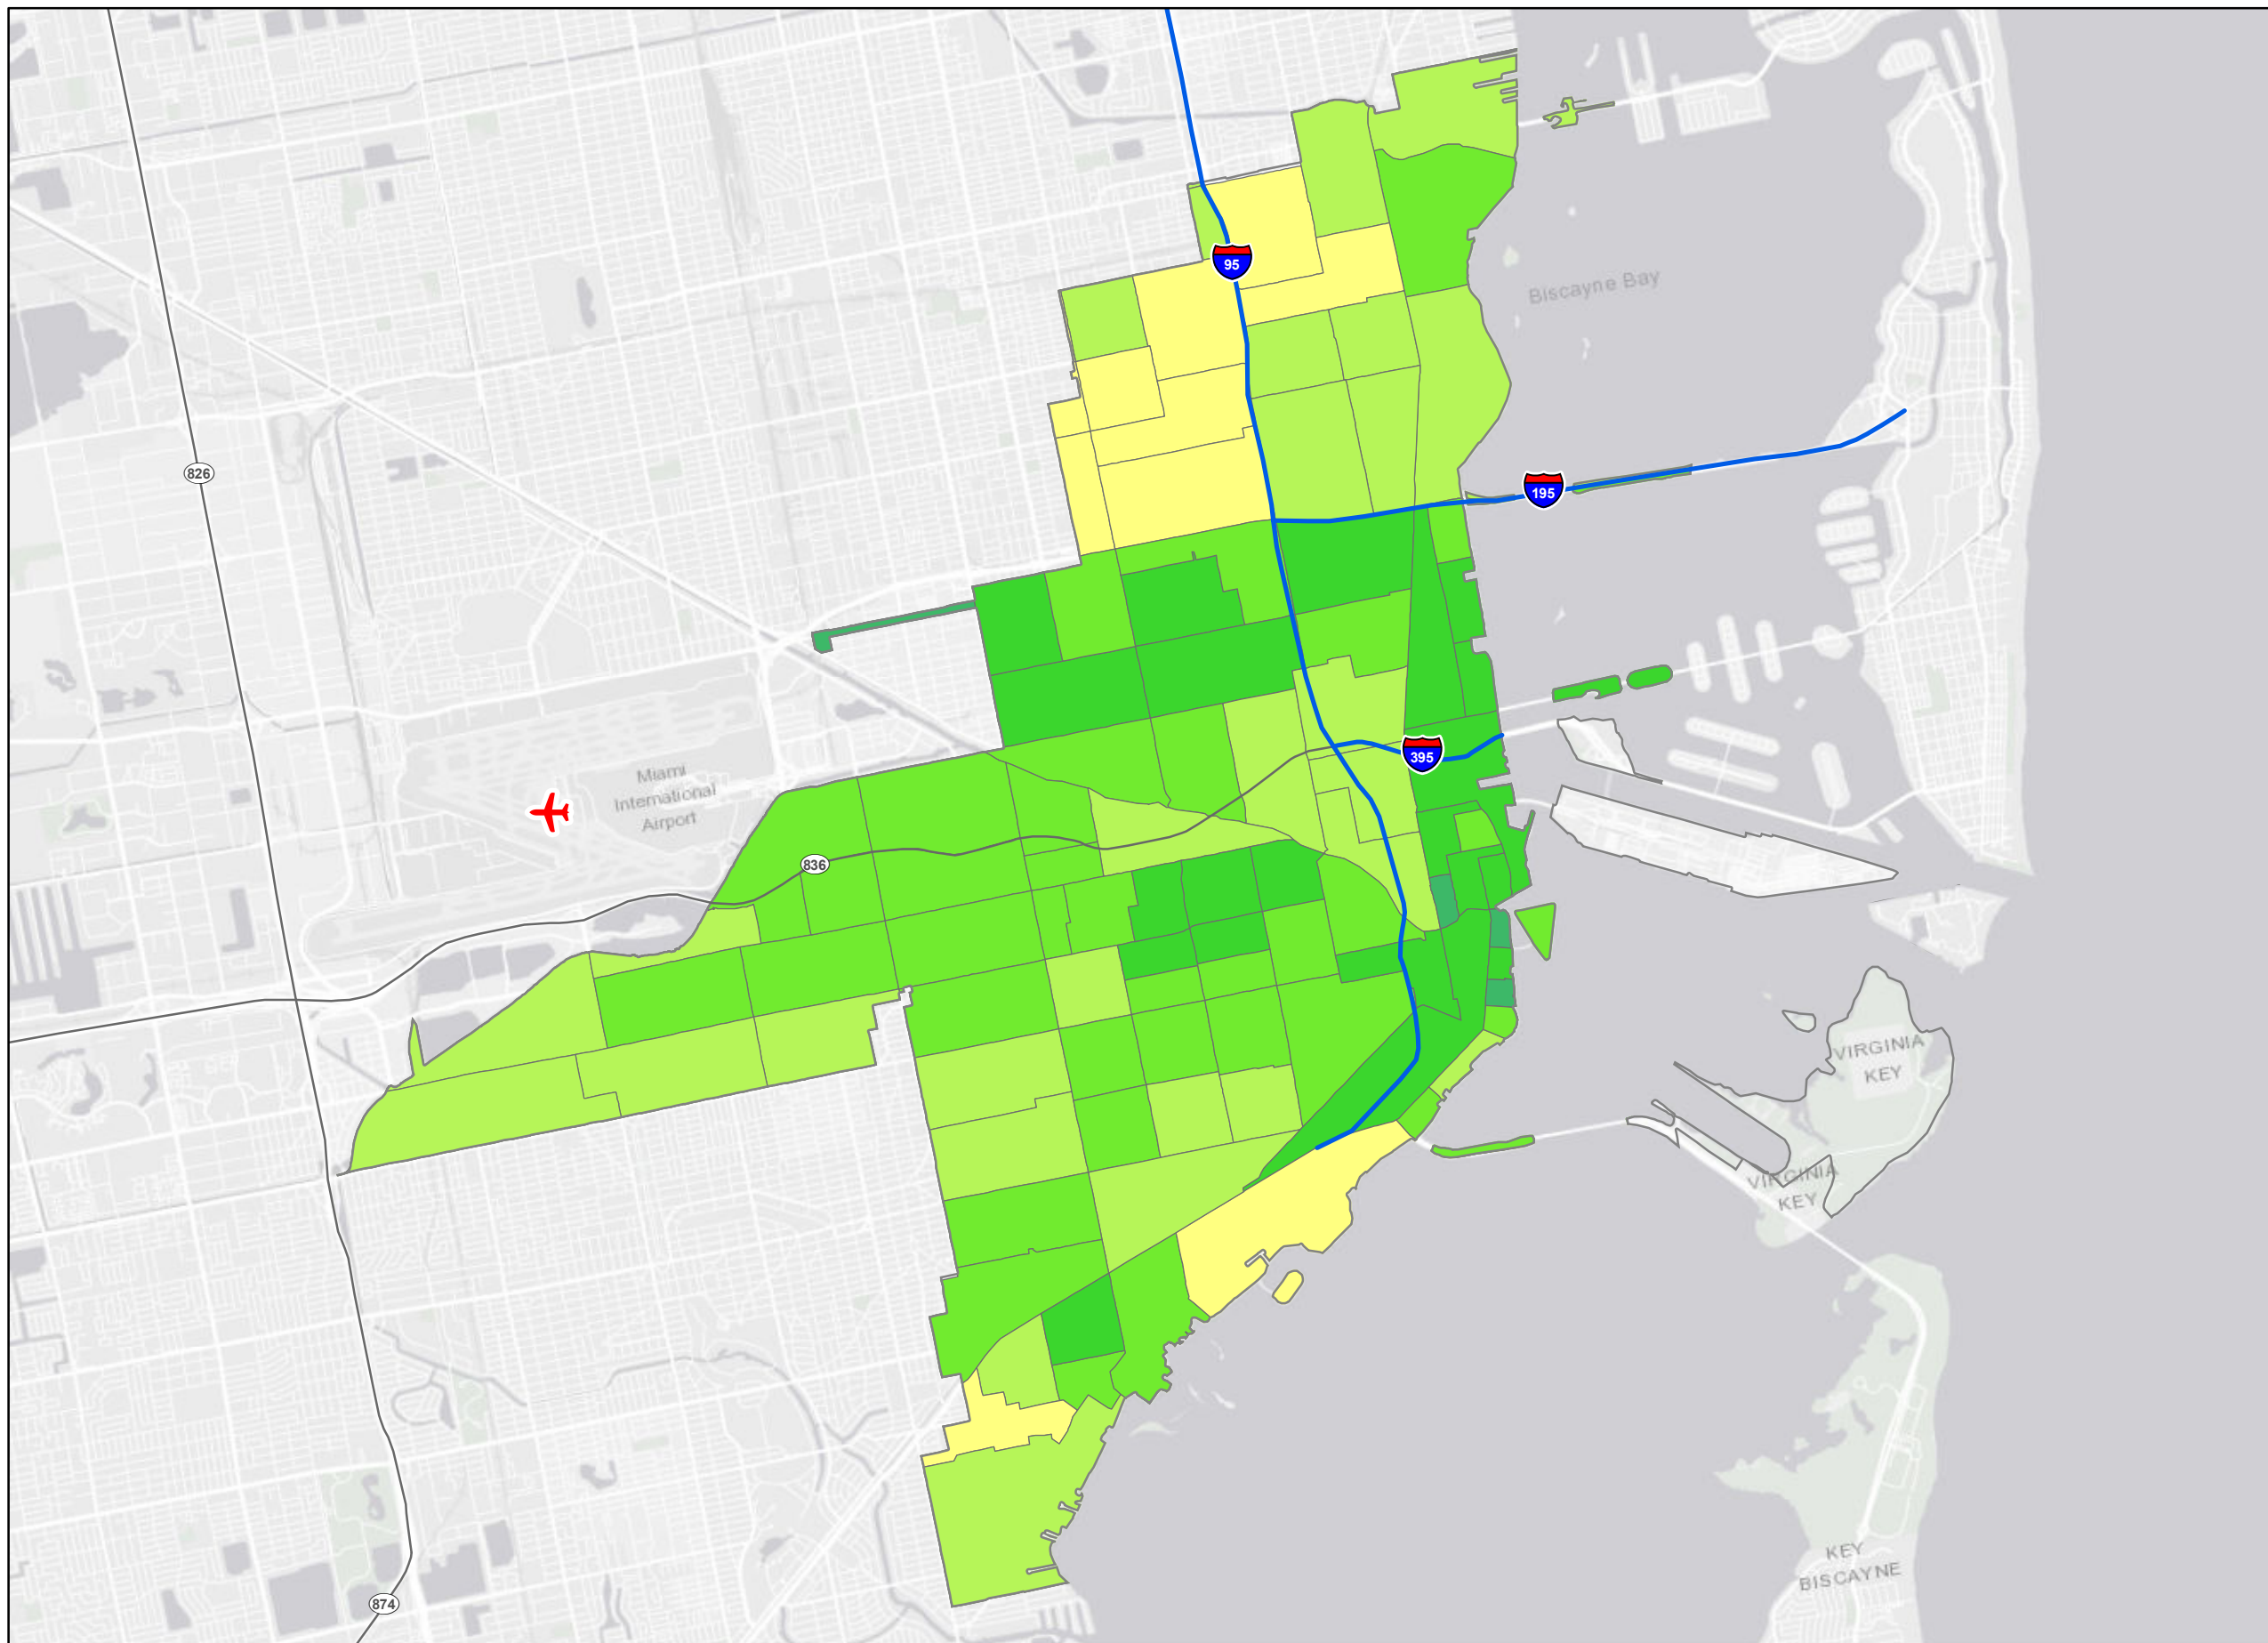 95
Biscayne Bay
826
195
395
Miami
International
Airport
836
VIRGINIA
KEY
VIRGINIA
KEY
KEY
BISCAYNE
874